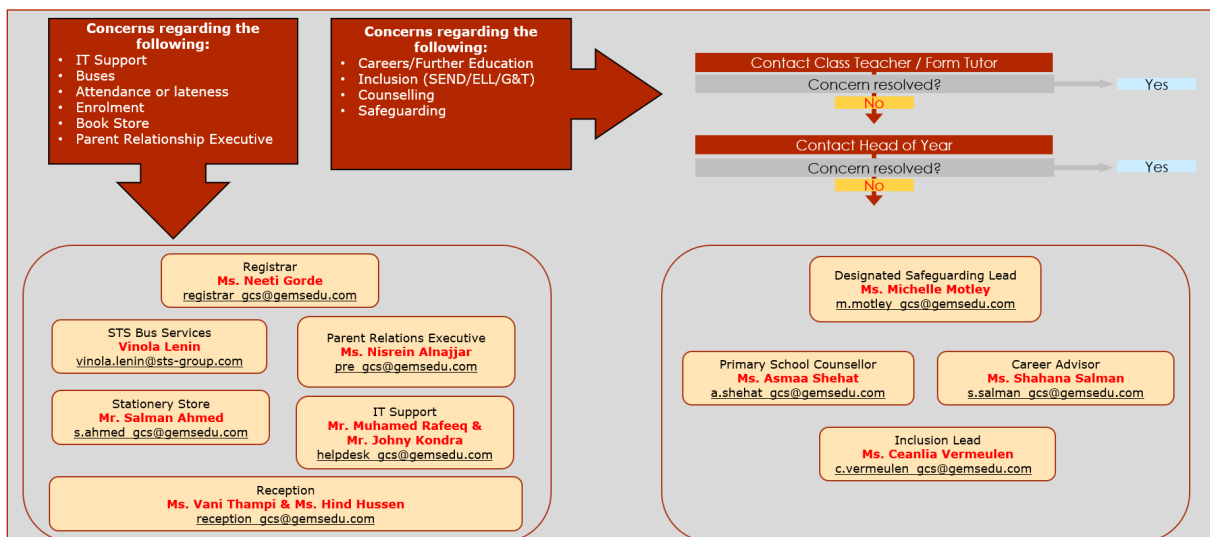 Concerns regarding the
following:
• IT Support
• Buses
• Attendance or lateness
• Enrolment
• Book Store
• Parent Relationship Executive
Concerns regarding the
following:
• Careers/Further Education
• Inclusion (SEND/ELL/G&T)
• Counselling
• Safeguarding
Contact Class Teacher / Form Tutor
Concern resolved?
Yes
No
Contact Head of Year
Concern resolved?
Yes
No
Registrar
Ms. Neeti Gorde
registrar_gcs@gemsedu.com
STS Bus Services
Vinola Lenin
vinola.lenin@sts-group.com
Parent Relations Executive
Ms. Nisrein Alnajjar
pre_gcs@gemsedu.com
Stationery Store
Mr. Salman Ahmed
s.ahmed_gcs@gemsedu.com
IT Support
Mr. Muhamed Rafeeq &
Mr. Johny Kondra
helpdesk_gcs@gemsedu.com
Reception
Ms. Vani Thampi & Ms. Hind Hussen
reception_gcs@gemsedu.com
Designated Safeguarding Lead
Ms. Michelle Motley
m.motley_gcs@gemsedu.com
Primary School Counsellor
Ms. Asmaa Shehat
a.shehat_gcs@gemsedu.com
Career Advisor
Ms. Shahana Salman
s.salman_gcs@gemsedu.com
Inclusion Lead
Ms. Ceanlia Vermeulen
c.vermeulen_gcs@gemsedu.com